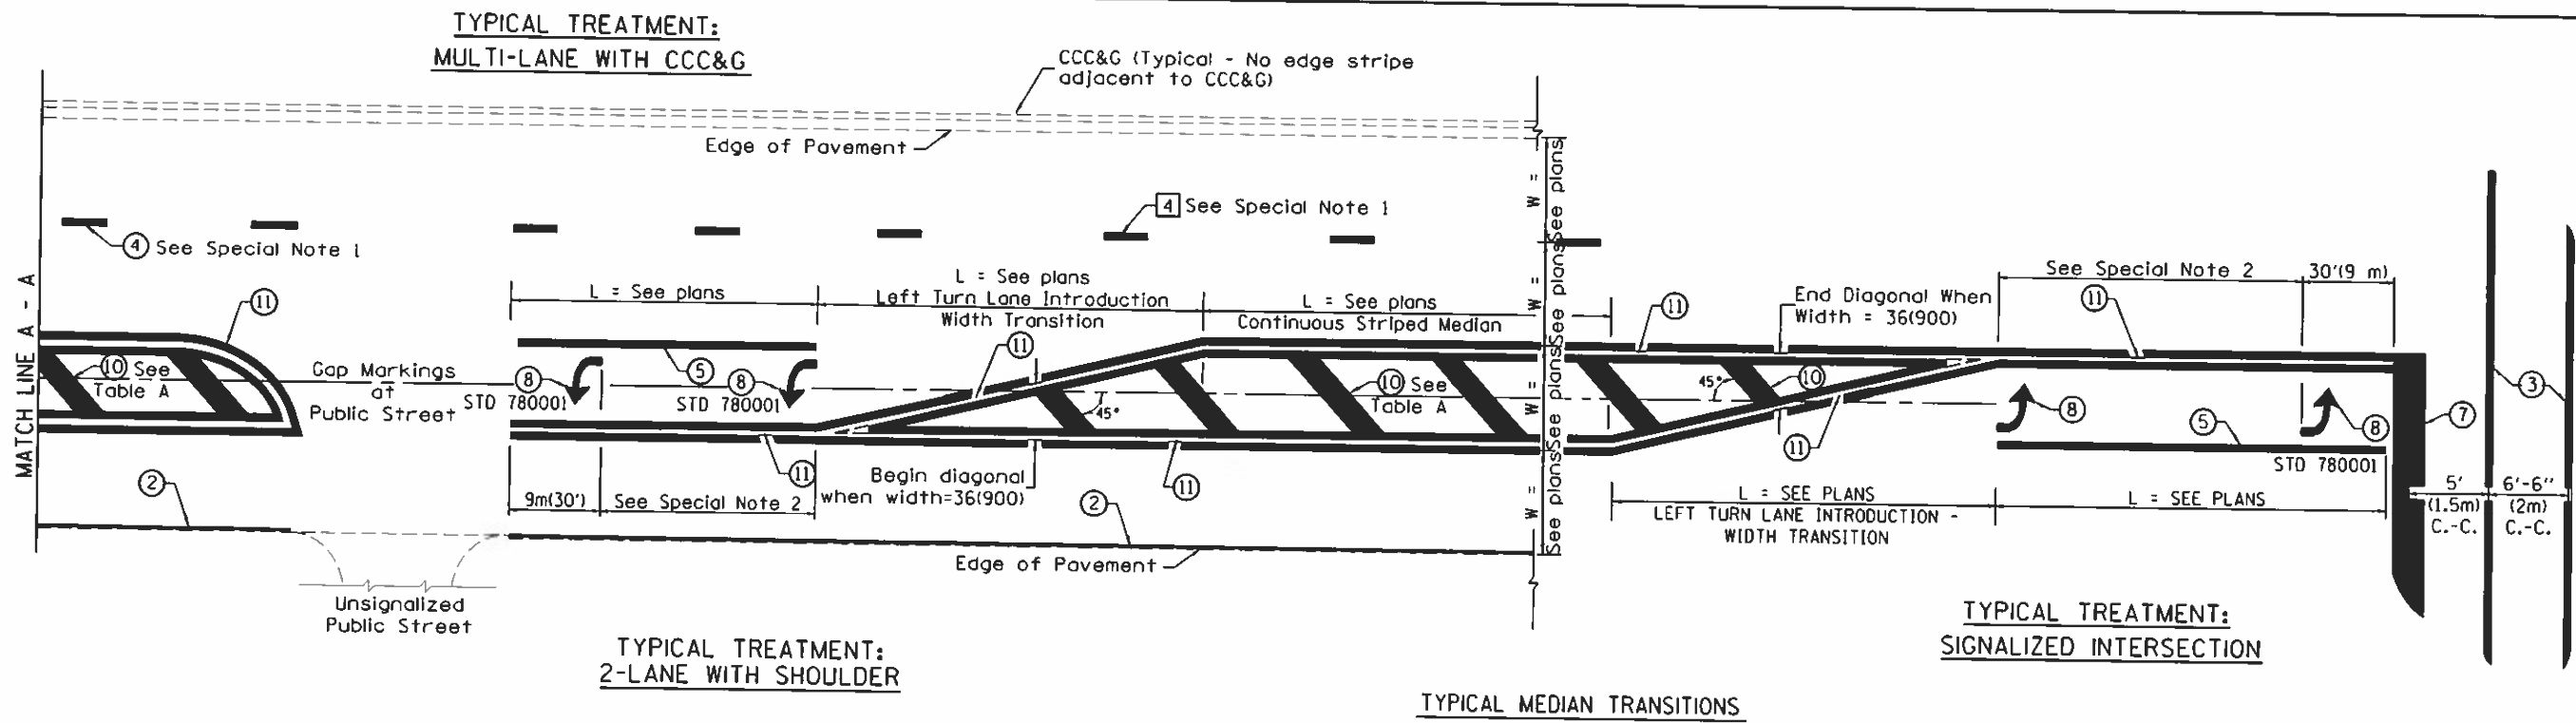 TYPICAL TREATMENT:
MULTI-LANE WITH CCC&G
CCC&G (Typical - No edge stripe
adjacent to CCC&G)
Edge of Pavement
MATCH LINE A - A
4 See Special Note 1
4 See Special Note 1
11
10 See
Table A
Gap Markings
at
Public Street
L = See plans
L = See plans
Left Turn Lane Introduction
Width Transition
L = See plans
Continuous Striped Median
8
STD 780001
5
8
STD 780001
11
45°
10 See
Table A
11
Begin diagonal
when width=36(900)
11
9m(30')
See Special Note 2
2
2
Edge of Pavement
Unsignalized
Public Street
W = See plans
W = See plans
W = See plans
W = See plans
11
End Diagonal When
Width = 36(900)
See Special Note 2
30'(9 m)
11
45°
10
11
8
5
8
STD 780001
7
3
L = SEE PLANS
LEFT TURN LANE INTRODUCTION -
WIDTH TRANSITION
L = SEE PLANS
5'
(1.5m)
C.-C.
6'-6"
(2m)
C.-C.
TYPICAL TREATMENT:
2-LANE WITH SHOULDER
TYPICAL TREATMENT:
SIGNALIZED INTERSECTION
TYPICAL MEDIAN TRANSITIONS